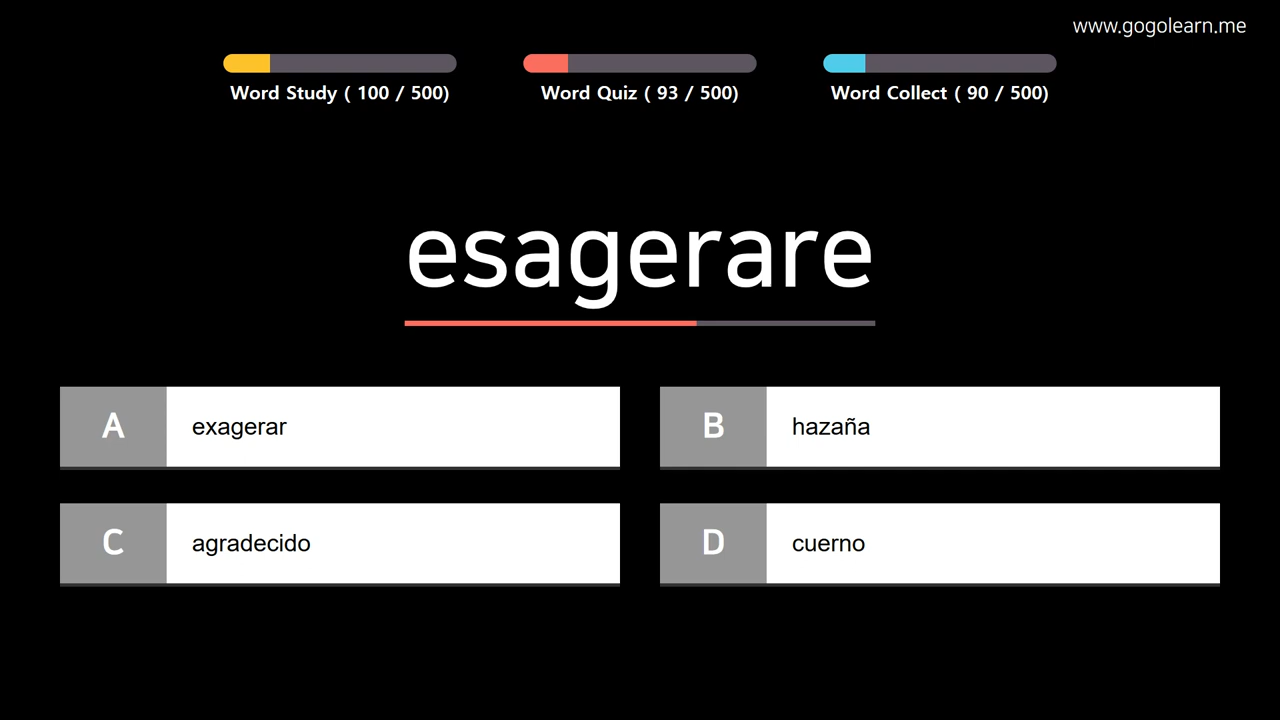 www.gogolearn.me
Word Study ( 100 / 500)
Word Quiz ( 93 / 500)
Word Collect ( 90 / 500)
esagerare
A exagerar
B hazaña
C agradecido
D cuerno